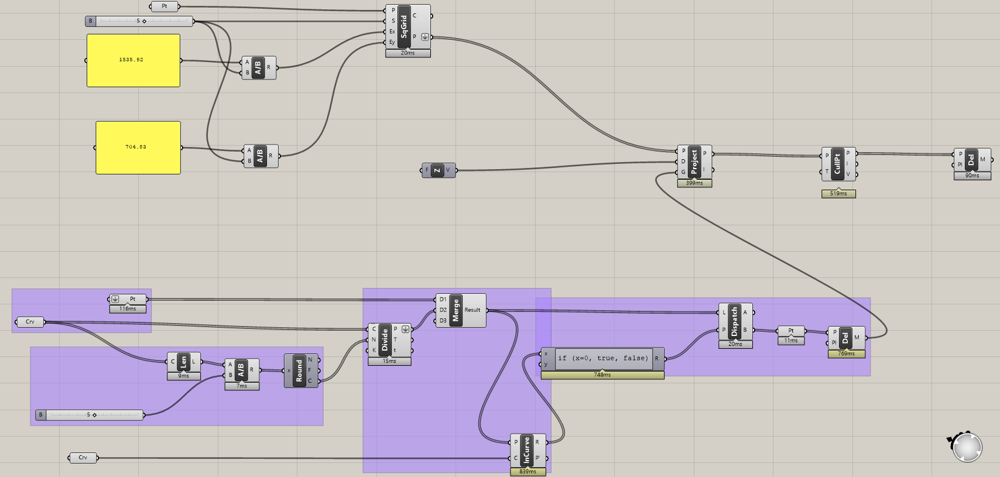 Pt
B 5
1535.92
A B A/B R
P S Ex Ey SqGrid C P
20ms
704.83
A B A/B R
F Z V
P D G Project P I
399ms
P T CullPt P I V
519ms
P Pl Del M
90ms
Pt
116ms
Crv
C Len L
9ms
A B A/B R
7ms
x Round N F C
B 5
C N K Divide P T t
15ms
D1 D2 D3 Merge Result
Crv
P C InCurve R P'
839ms
x y if (x=0, true, false) R
748ms
L P Dispatch A B
20ms
Pt
11ms
P Pl Del M
769ms